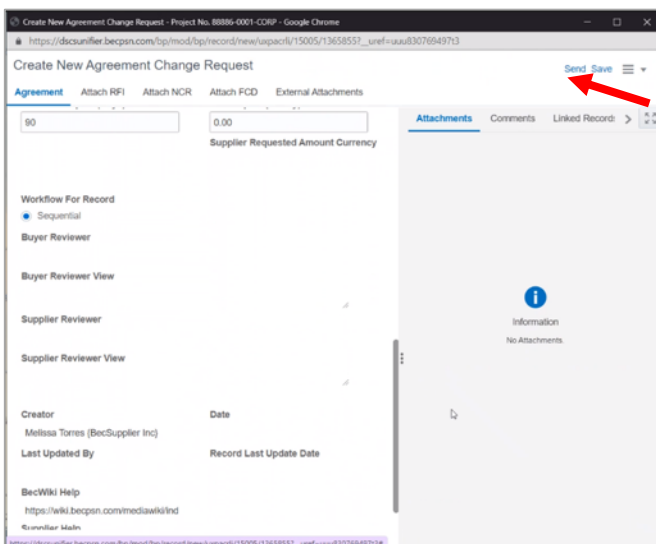 Create New Agreement Change Request - Project No. 88886-0001-CORP - Google Chrome
https://dscsunifier.becpsn.com/bp/mod/bp/record/new/uxpacrli/15005/1365855?_uref=uuu830769497t3
Create New Agreement Change Request
Send Save
Agreement Attach RFI Attach NCR Attach FCD External Attachments
90 0.00
Supplier Requested Amount Currency
Attachments Comments Linked Records
Workflow For Record
Sequential
Buyer Reviewer
Buyer Reviewer View
Supplier Reviewer
Supplier Reviewer View
Information
No Attachments.
Creator Date
Melissa Torres (BecSupplier Inc)
Last Updated By Record Last Update Date
BecWiki Help
https://wiki.becpsn.com/mediawiki/ind
Supplier Help